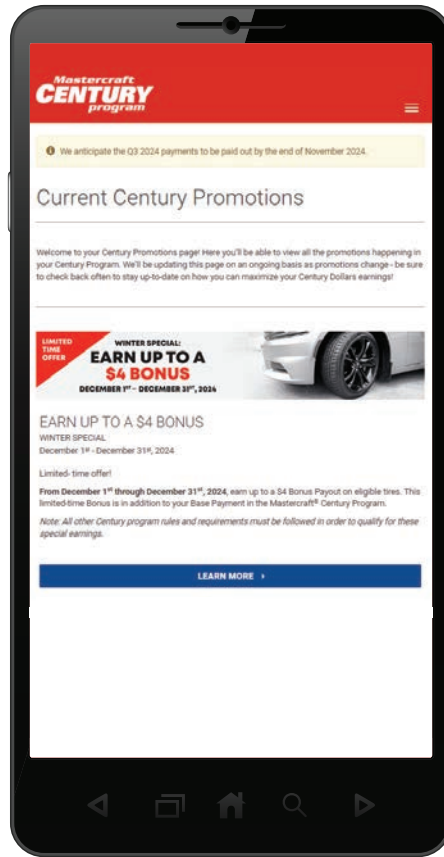 Mastercraft
CENTURY
program
We anticipate the Q3 2024 payments to be paid out by the end of November 2024.
Current Century Promotions
Welcome to your Century Promotions page! Here you'll be able to view all the promotions happening in
your Century Program. We'll be updating this page on an ongoing basis as promotions change - be sure
to check back often to stay up-to-date on how you can maximize your Century Dollars earnings!
LIMITED
TIME
OFFER
WINTER SPECIAL:
EARN UP TO A
$4 BONUS
DECEMBER 1ST - DECEMBER 31ST, 2024
EARN UP TO A $4 BONUS
WINTER SPECIAL
December 1st - December 31st, 2024
Limited- time offer!
From December 1st through December 31st, 2024, earn up to a $4 Bonus Payout on eligible tires. This
limited-time Bonus is in addition to your Base Payment in the Mastercraft® Century Program.
Note: All other Century program rules and requirements must be followed in order to qualify for these
special earnings.
LEARN MORE ›